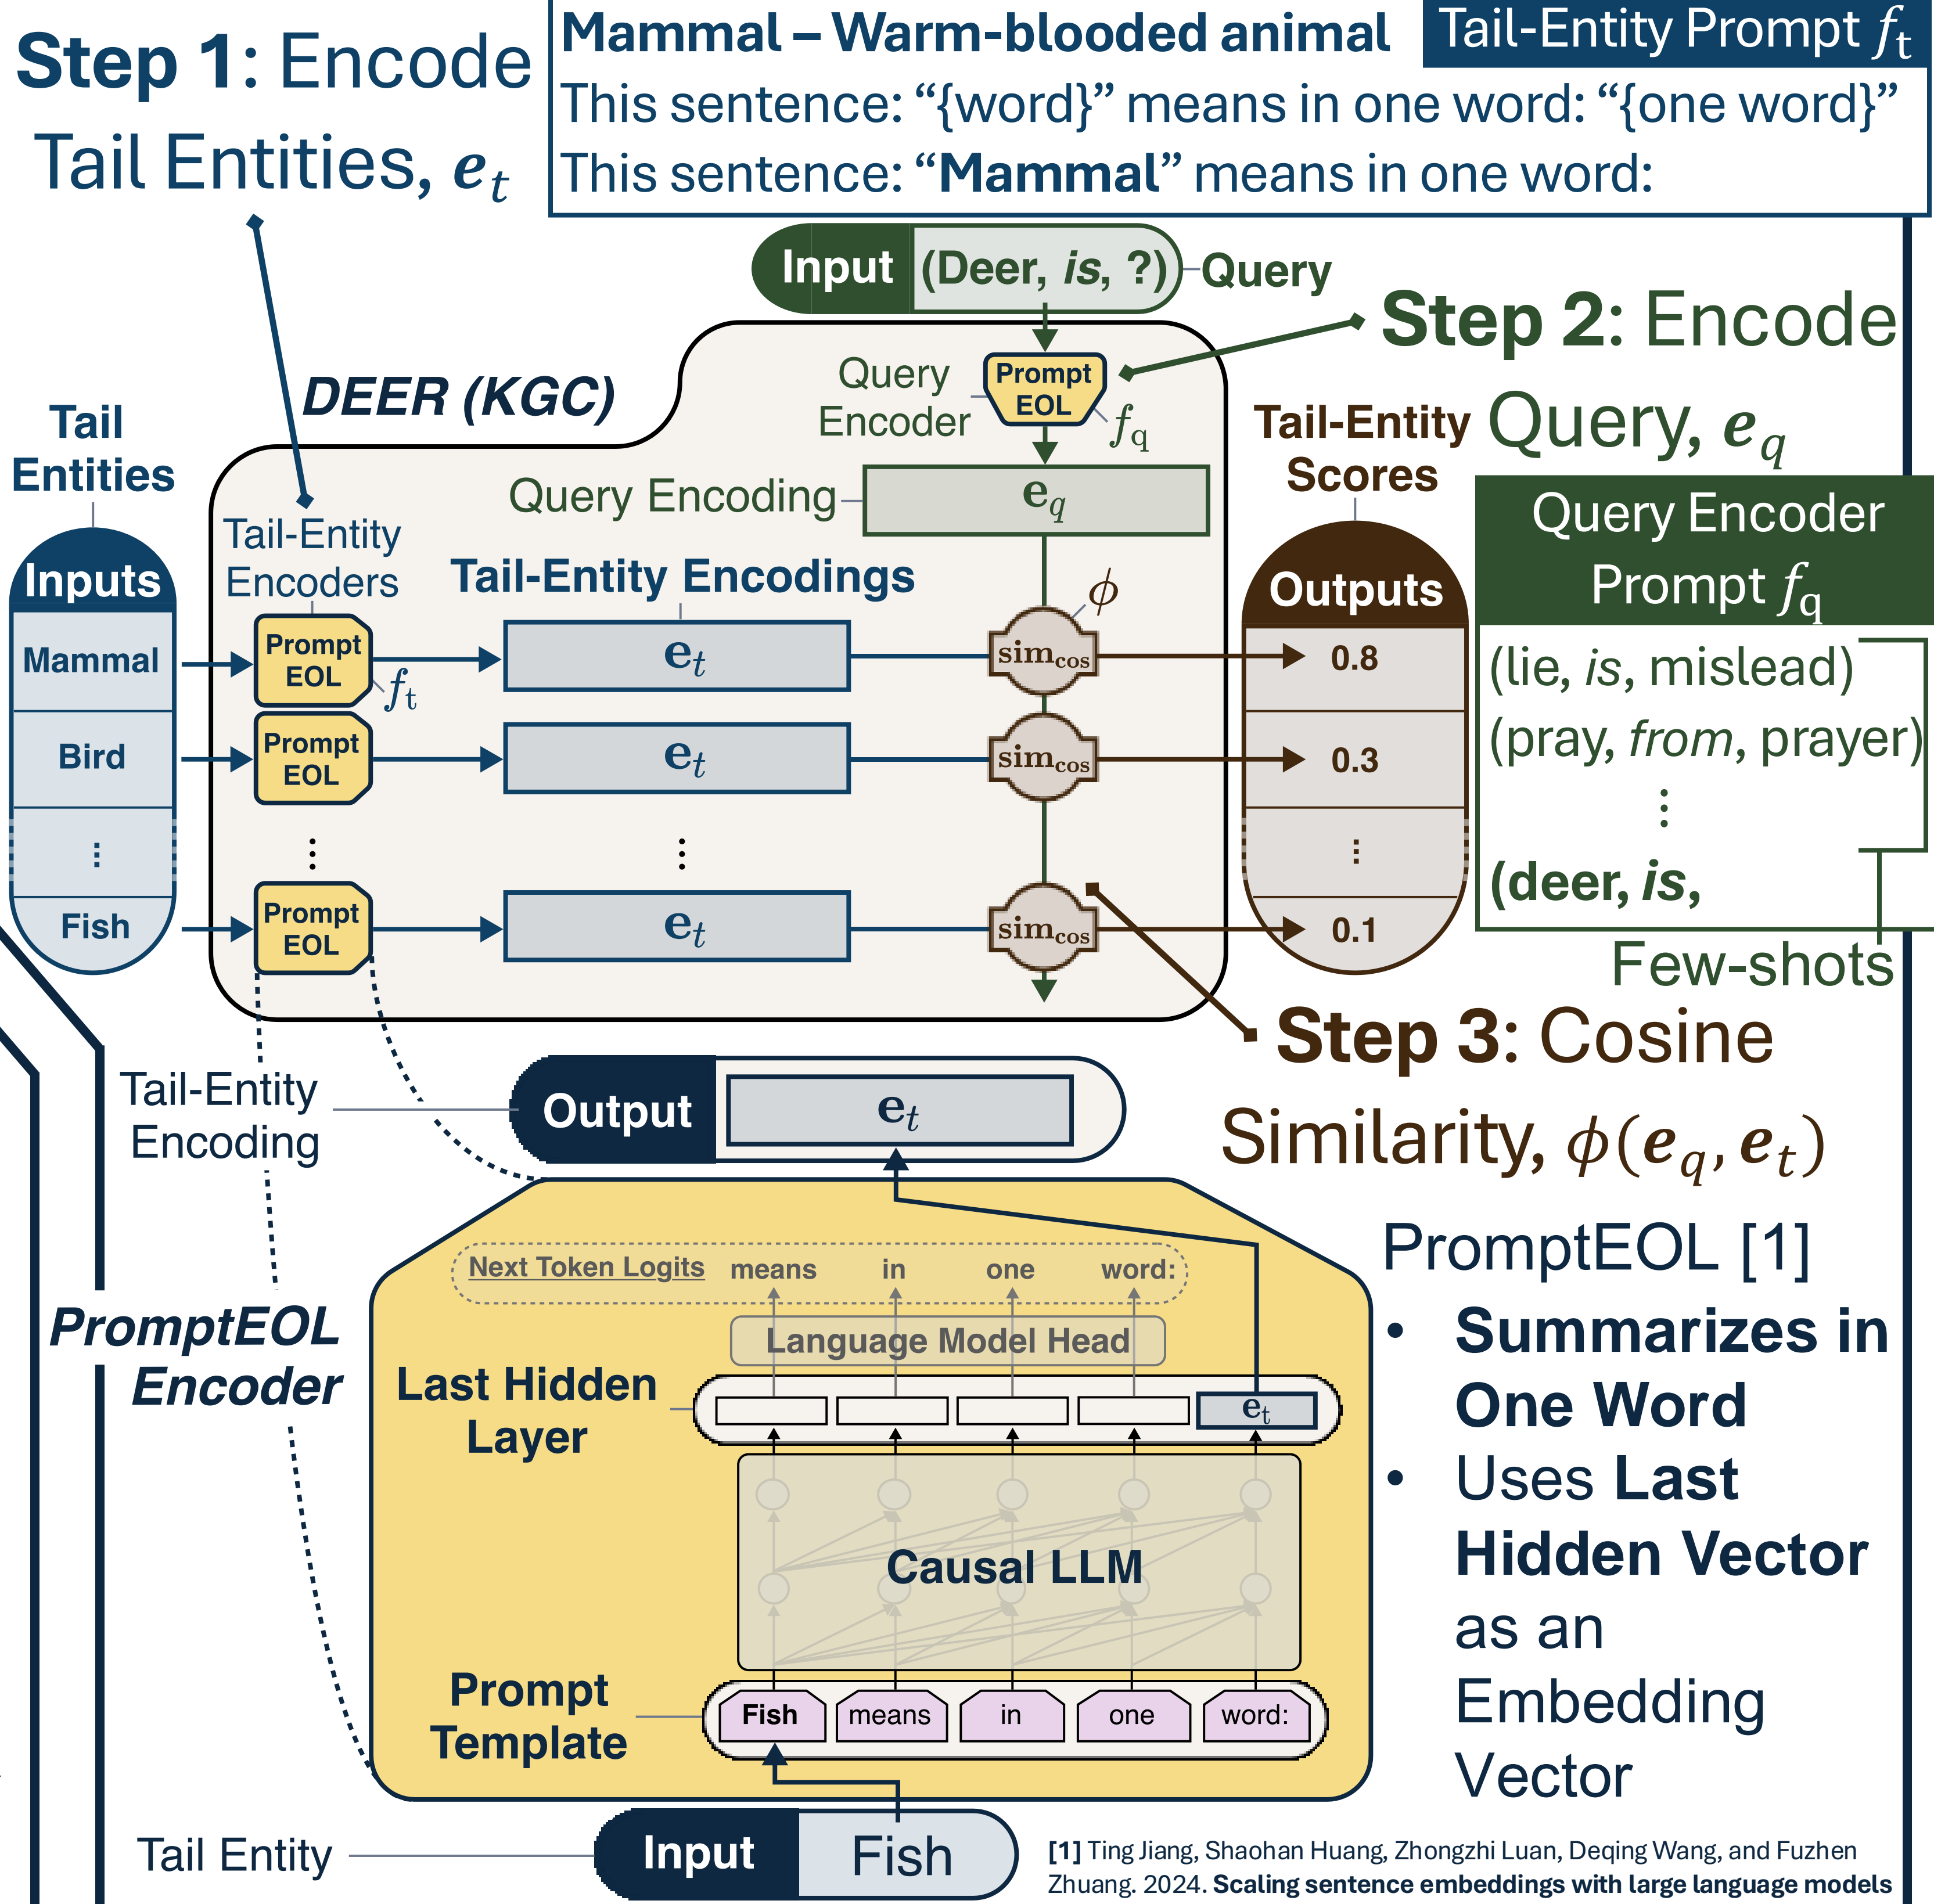 Step 1: Encode
Tail Entities, e_t
Mammal – Warm-blooded animal
Tail-Entity Prompt f_t
This sentence: “{word}” means in one word: “{one word}”
This sentence: “Mammal” means in one word:
Input
(Deer, is, ?)
Query
Step 2: Encode
Query, e_q
DEER (KGC)
Query
Encoder
Prompt
EOL
f_q
Query Encoding
e_q
Tail
Entities
Inputs
Mammal
Bird
⋮
Fish
Tail-Entity
Encoders
Tail-Entity Encodings
ϕ
Prompt
EOL
f_t
e_t
sim_cos
Prompt
EOL
e_t
sim_cos
⋮
⋮
Prompt
EOL
e_t
sim_cos
Tail-Entity
Scores
Outputs
0.8
0.3
⋮
0.1
Query Encoder
Prompt f_q
(lie, is, mislead)
(pray, from, prayer)
⋮
(deer, is,
Few-shots
Step 3: Cosine
Similarity, ϕ(e_q, e_t)
Tail-Entity
Encoding
Output
e_t
PromptEOL
Encoder
Next Token Logits means in one word:
Language Model Head
Last Hidden
Layer
e_t
Causal LLM
Prompt
Template
Fish means in one word:
Tail Entity
Input
Fish
PromptEOL [1]
• Summarizes in
One Word
• Uses Last
Hidden Vector
as an
Embedding
Vector
[1] Ting Jiang, Shaohan Huang, Zhongzhi Luan, Deqing Wang, and Fuzhen
Zhuang. 2024. Scaling sentence embeddings with large language models